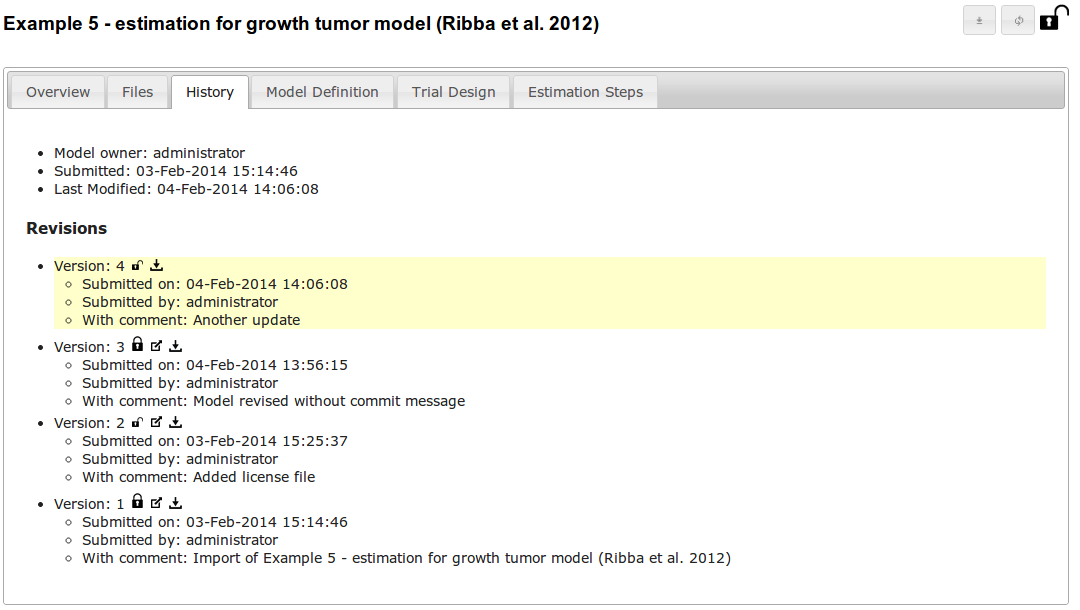 Example 5 - estimation for growth tumor model (Ribba et al. 2012)
Overview Files History Model Definition Trial Design Estimation Steps
Model owner: administrator
Submitted: 03-Feb-2014 15:14:46
Last Modified: 04-Feb-2014 14:06:08
Revisions
Version: 4
Submitted on: 04-Feb-2014 14:06:08
Submitted by: administrator
With comment: Another update
Version: 3
Submitted on: 04-Feb-2014 13:56:15
Submitted by: administrator
With comment: Model revised without commit message
Version: 2
Submitted on: 03-Feb-2014 15:25:37
Submitted by: administrator
With comment: Added license file
Version: 1
Submitted on: 03-Feb-2014 15:14:46
Submitted by: administrator
With comment: Import of Example 5 - estimation for growth tumor model (Ribba et al. 2012)